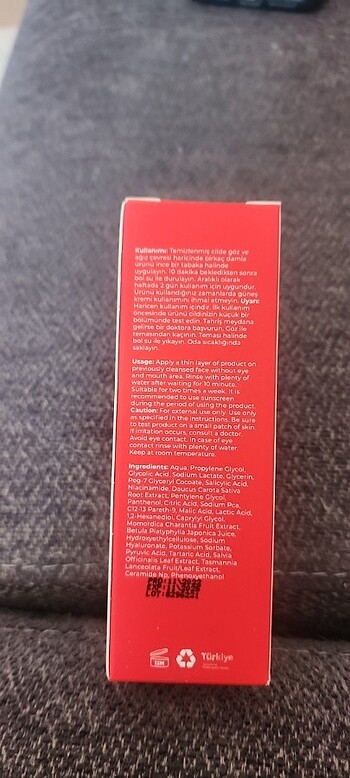 Kullanımı: Temizlenmiş cilde göz ve
ağız çevresi haricinde birkaç damla
ürünü ince bir tabaka halinde
uygulayın. 10 dakika bekledikten sonra
bol su ile durulayın. Aralıklı olarak
haftada 2 gün kullanım için uygundur.
Ürünü kullandığınız zamanlarda güneş
kremi kullanımını ihmal etmeyin. Uyarı:
Haricen kullanım içindir. İlk kullanım
öncesinde ürünü cildinizin küçük bir
bölümünde test edin. Tahriş meydana
gelirse bir doktora başvurun. Göz ile
temasından kaçının. Teması halinde
bol su ile yıkayın. Oda sıcaklığında
saklayın.
Usage: Apply a thin layer of product on
previously cleansed face without eye
and mouth area. Rinse with plenty of
water after waiting for 10 minute.
Suitable for two times a week. It is
recommended to use sunscreen
during the period of using the product.
Caution: For external use only. Use only
as specified in the instructions. Be sure
to test product on a small patch of skin.
If irritation occurs, consult a doctor.
Avoid eye contact, in case of eye
contact rinse with plenty of water.
Keep at room temperature.
Ingredients: Aqua, Propylene Glycol,
Glycolic Acid, Sodium Lactate, Glycerin,
Peg-7 Glyceryl Cocoate, Salicylic Acid,
Niacinamide, Daucus Carota Sativa
Root Extract, Pentylene Glycol,
Panthenol, Citric Acid, Sodium Pca,
C12-13 Pareth-9, Malic Acid, Lactic Acid,
1,2-Hexanediol, Caprylyl Glycol,
Momordica Charantia Fruit Extract,
Betula Platyphylla Japonica Juice,
Hydroxyethylcellulose, Sodium
Hyaluronate, Potassium Sorbate,
Pyruvic Acid, Tartaric Acid, Salvia
Officinalis Leaf Extract, Tasmannia
Lanceolata Fruit/Leaf Extract,
Ceramide Np, Phenoxyethanol
12M
Türkiye